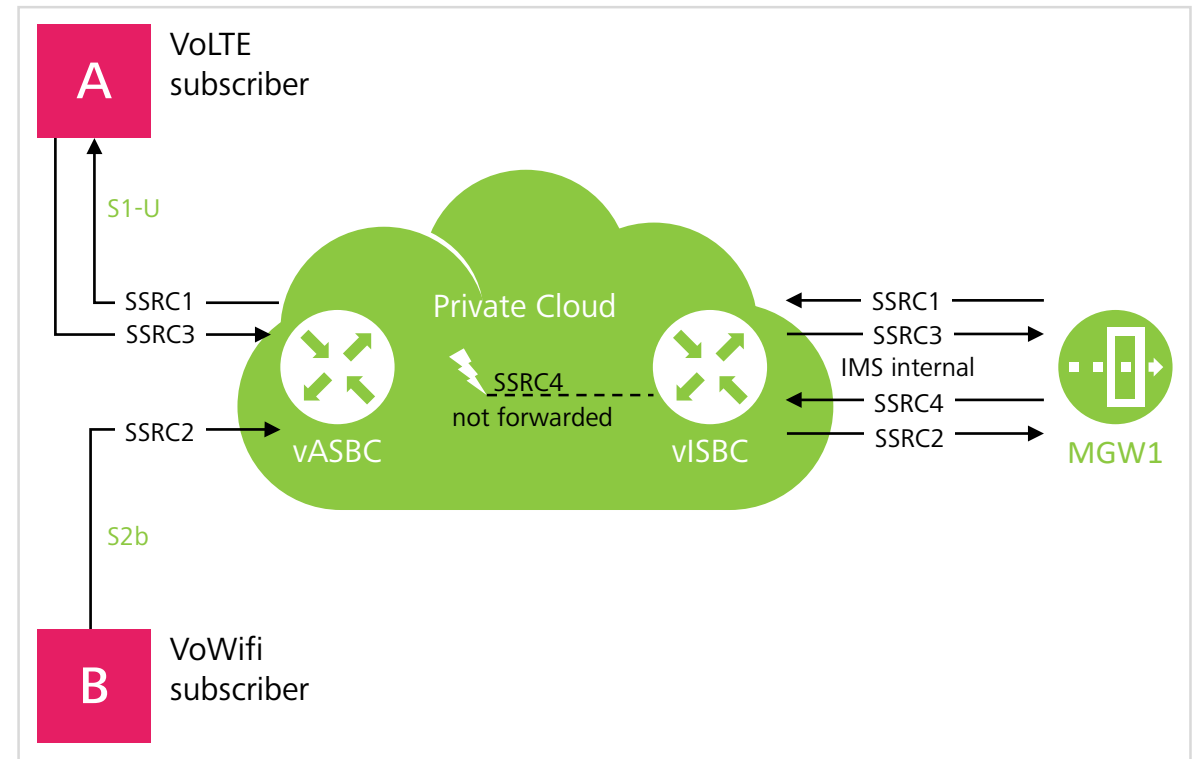 A
VoLTE
subscriber
S1-U
SSRC1
SSRC3
Private Cloud
SSRC1
SSRC3
IMS internal
SSRC4
not forwarded
SSRC4
SSRC2
SSRC2
vASBC
vISBC
MGW1
S2b
B
VoWifi
subscriber